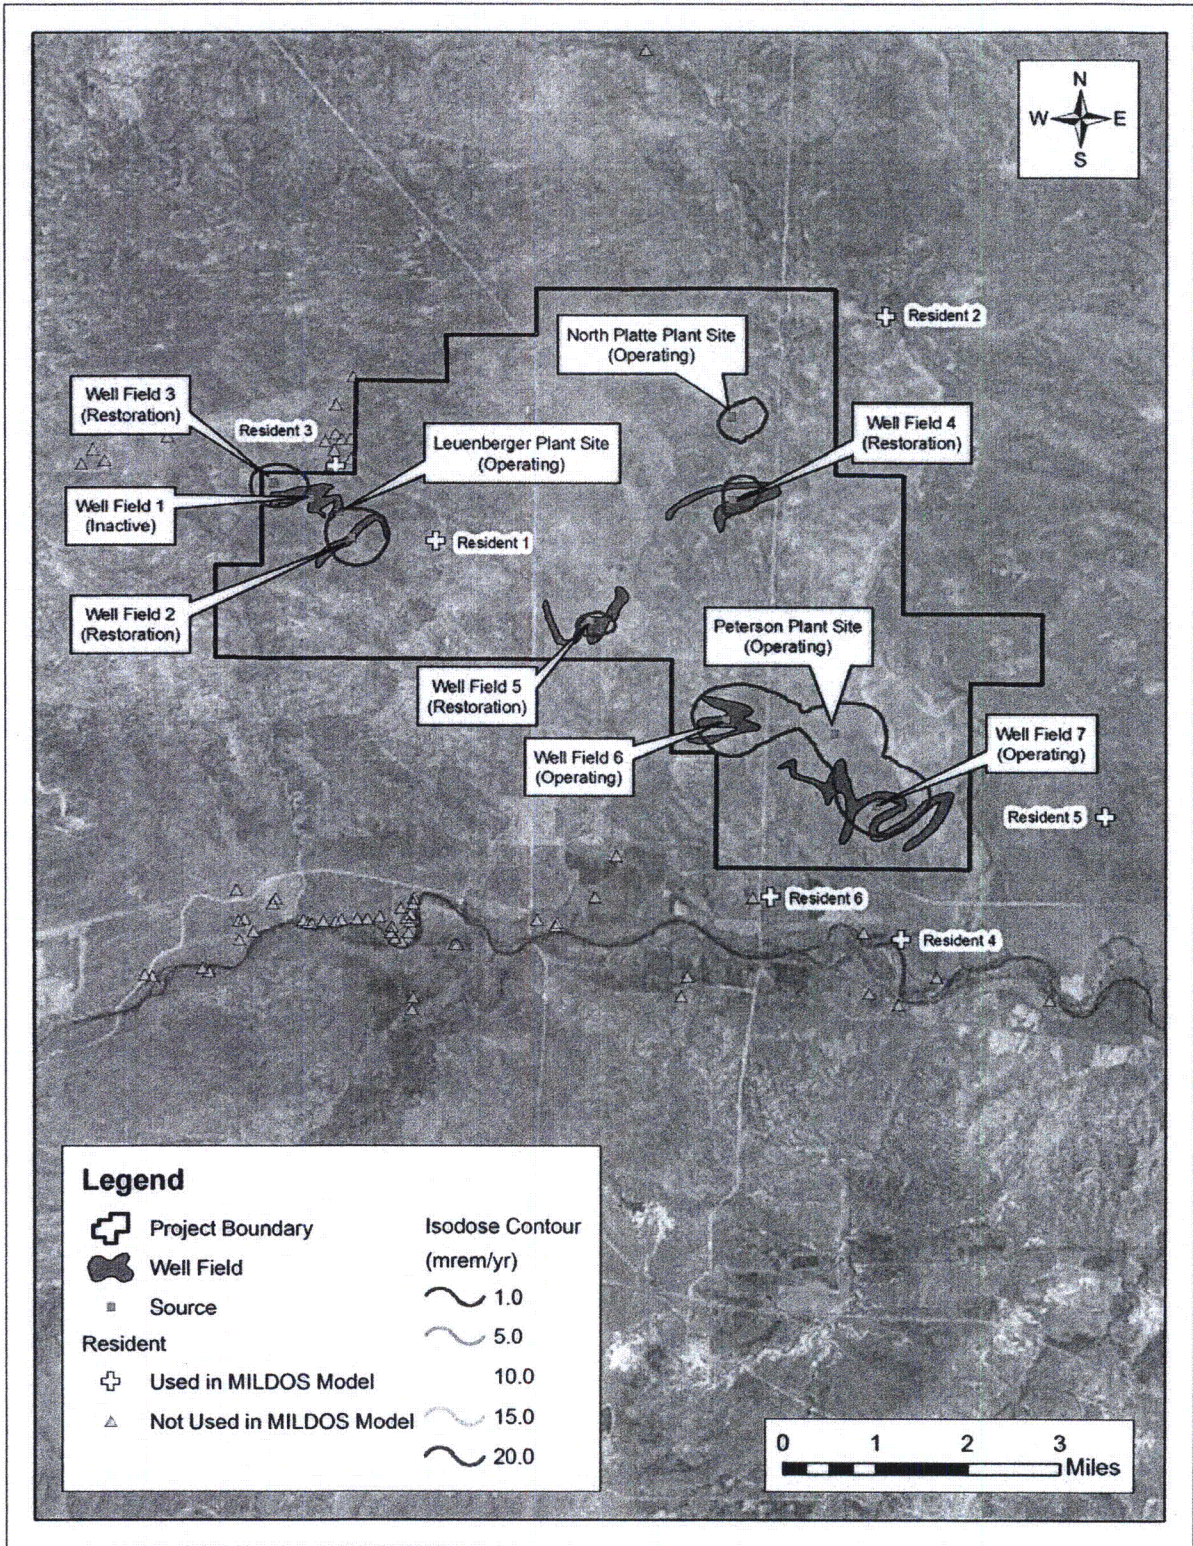 N
W E
S
Resident 2
North Platte Plant Site
(Operating)
Well Field 3
(Restoration)
Resident 3
Leuenberger Plant Site
(Operating)
Well Field 4
(Restoration)
Well Field 1
(Inactive)
Resident 1
Well Field 2
(Restoration)
Peterson Plant Site
(Operating)
Well Field 5
(Restoration)
Well Field 6
(Operating)
Well Field 7
(Operating)
Resident 5
Resident 6
Resident 4
Legend
Project Boundary
Well Field
Source
Resident
Used in MILDOS Model
Not Used in MILDOS Model
Isodose Contour
(mrem/yr)
1.0
5.0
10.0
15.0
20.0
0 1 2 3
Miles